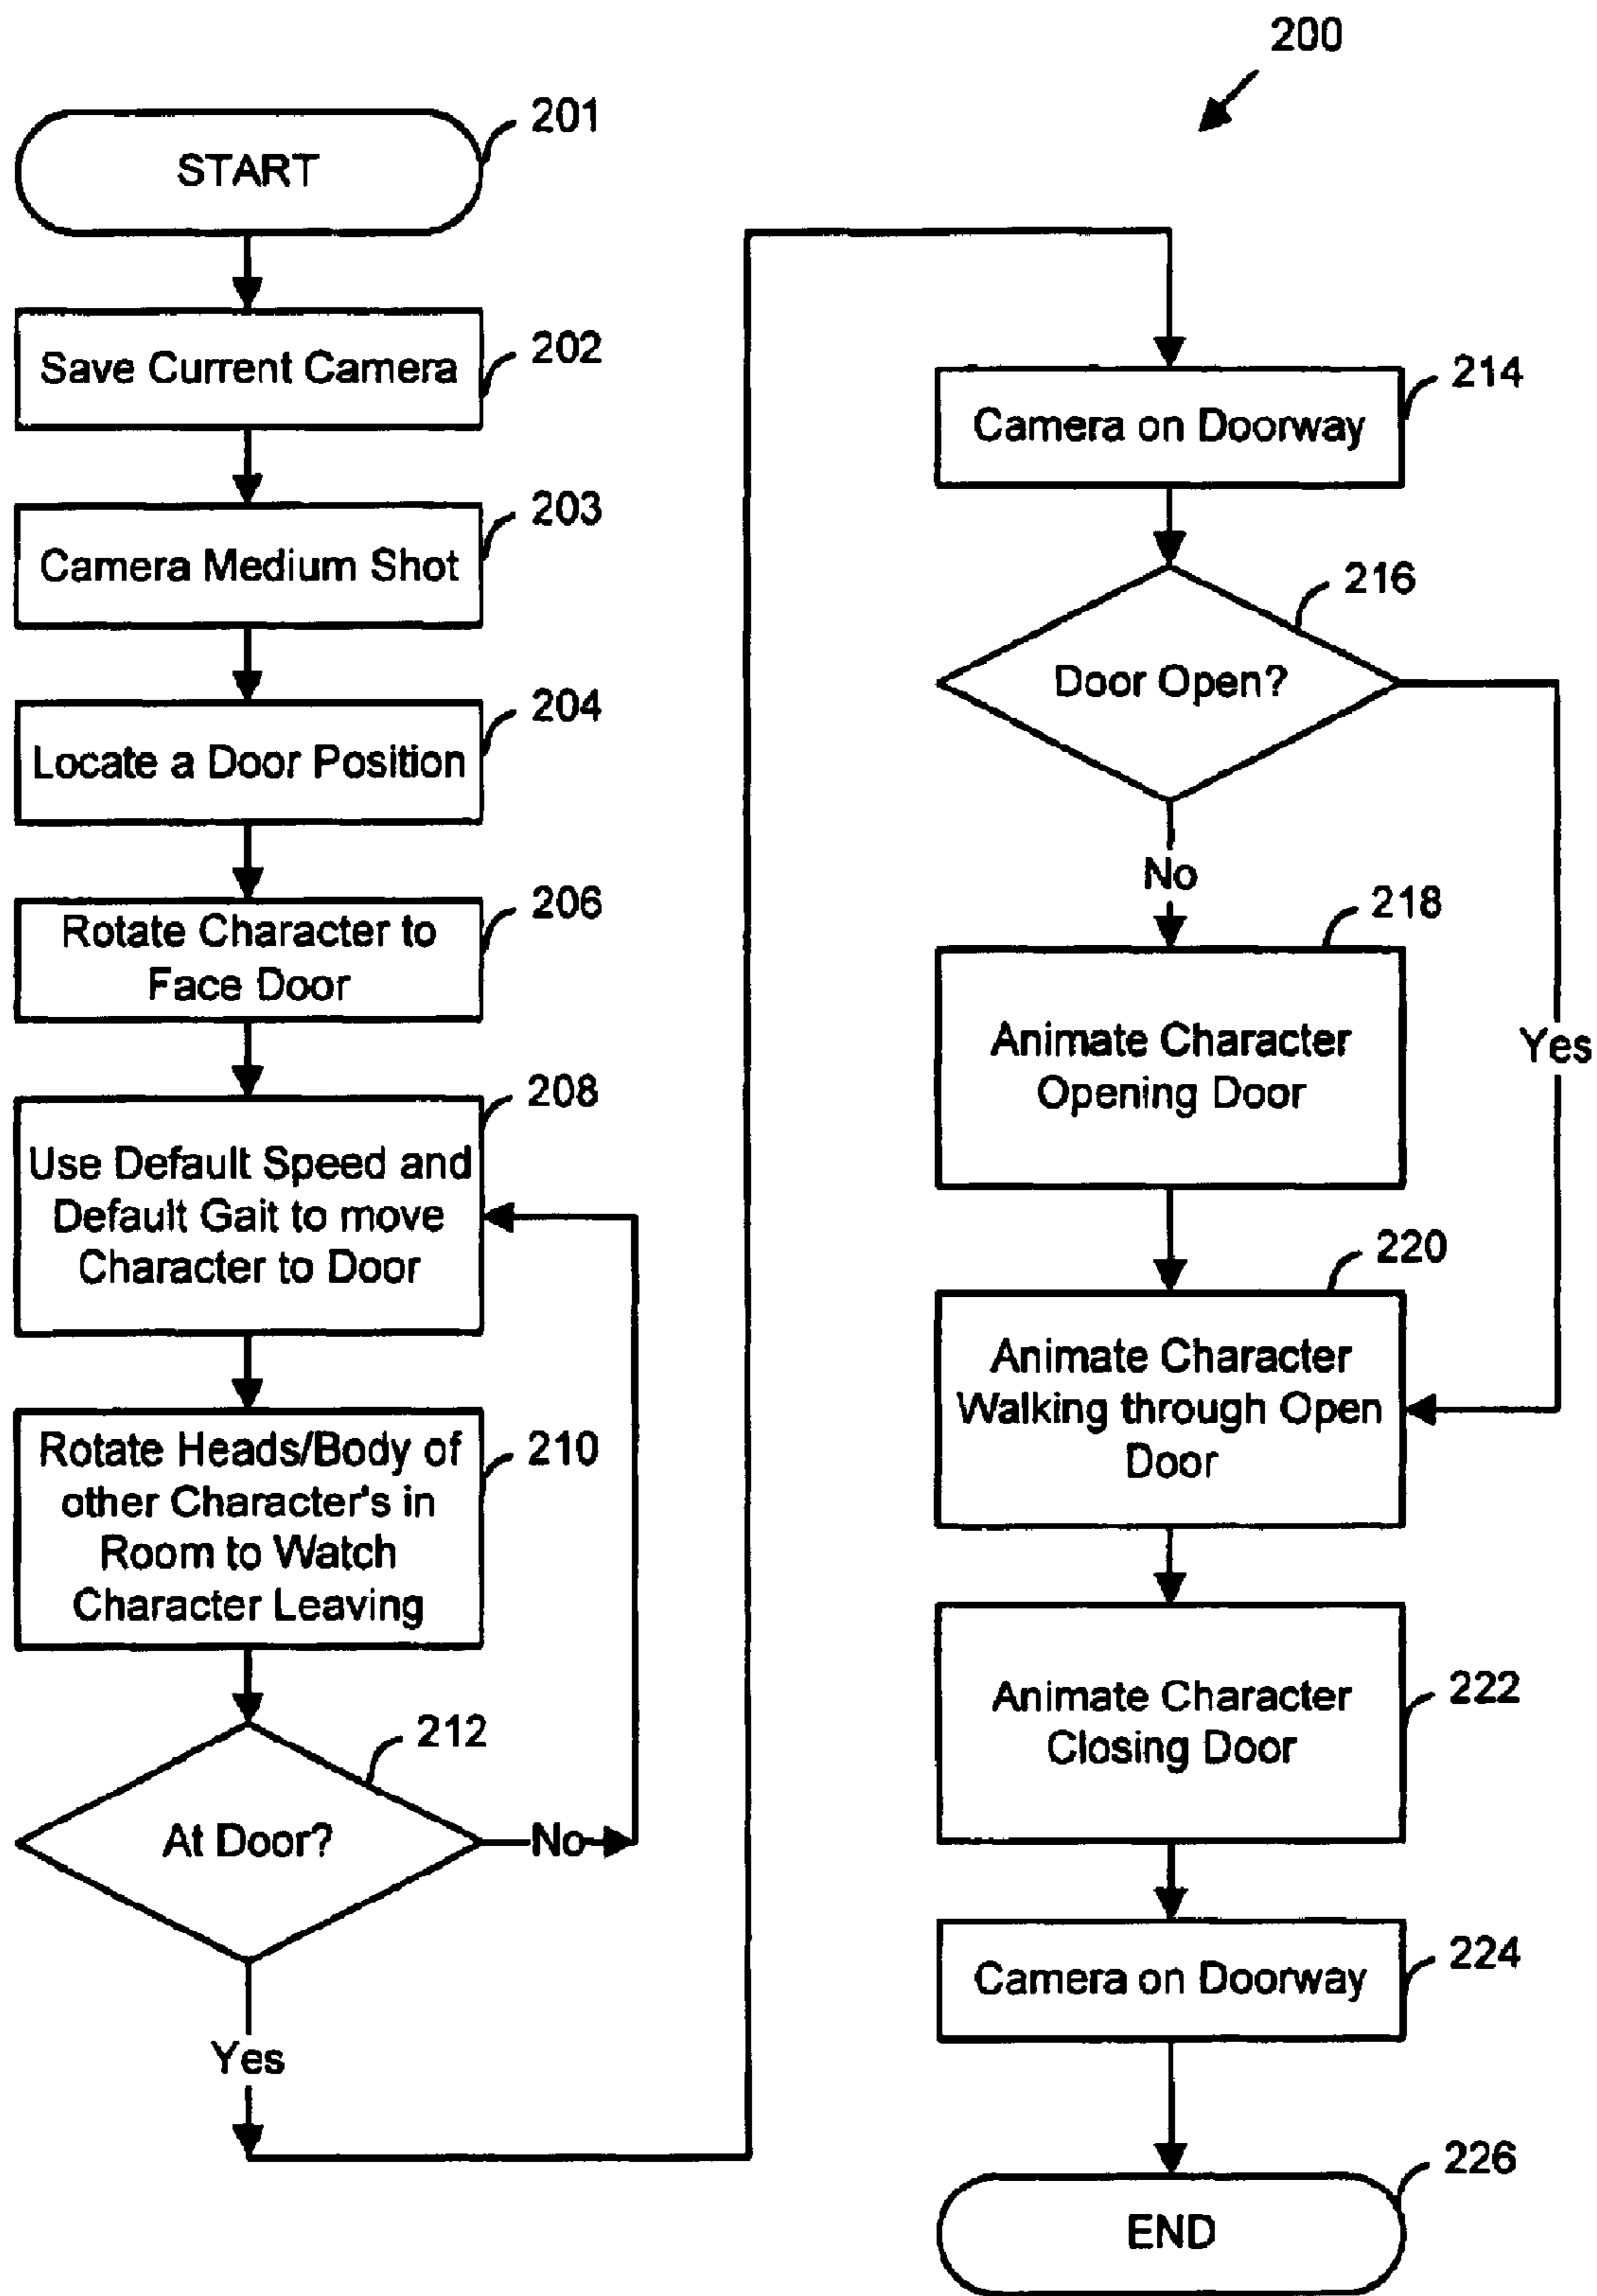 200
START
201
Save Current Camera
202
Camera Medium Shot
203
Locate a Door Position
204
Rotate Character to
Face Door
206
Use Default Speed and
Default Gait to move
Character to Door
208
Rotate Heads/Body of
other Character's in
Room to Watch
Character Leaving
210
At Door?
212
No
Yes
Camera on Doorway
214
Door Open?
216
No
Yes
Animate Character
Opening Door
218
Animate Character
Walking through Open
Door
220
Animate Character
Closing Door
222
Camera on Doorway
224
END
226